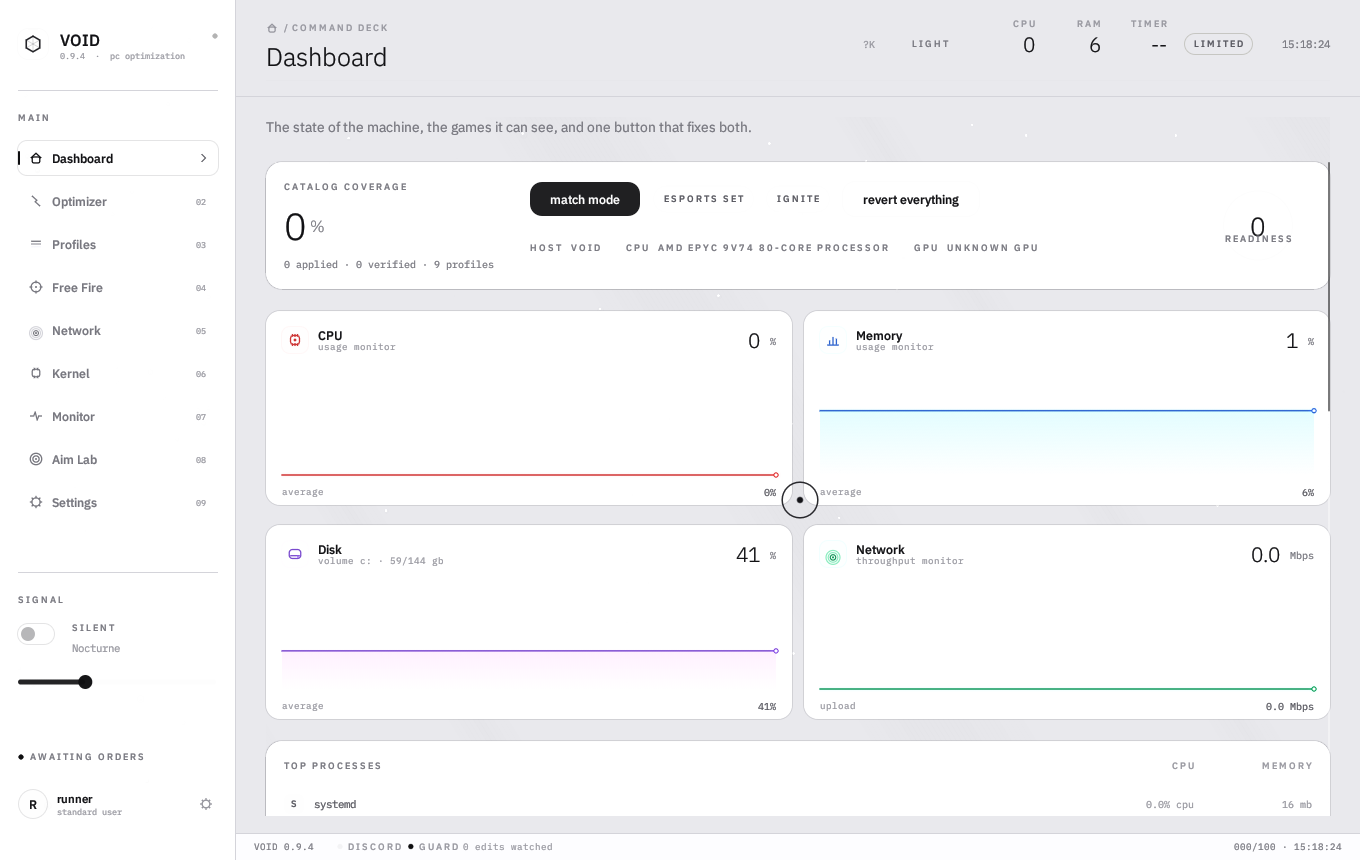 VOID
0.9.4 · pc optimization
MAIN
Dashboard
Optimizer 02
Profiles 03
Free Fire 04
Network 05
Kernel 06
Monitor 07
Aim Lab 08
Settings 09
SIGNAL
SILENT
Nocturne
AWAITING ORDERS
R
runner
standard user
/ COMMAND DECK
Dashboard
?K
LIGHT
CPU
0
RAM
6
TIMER
--
LIMITED
15:18:24
The state of the machine, the games it can see, and one button that fixes both.
CATALOG COVERAGE
0 %
0 applied · 0 verified · 9 profiles
match mode ESPORTS SET IGNITE revert everything
HOST VOID CPU AMD EPYC 9V74 80-CORE PROCESSOR GPU UNKNOWN GPU
0
READINESS
CPU
usage monitor
0 %
average 0%
Memory
usage monitor
1 %
average 6%
Disk
volume c: · 59/144 gb
41 %
average 41%
Network
throughput monitor
0.0 Mbps
upload 0.0 Mbps
TOP PROCESSES CPU MEMORY
S systemd 0.0% cpu 16 mb
VOID 0.9.4 DISCORD GUARD 0 edits watched 000/100 · 15:18:24